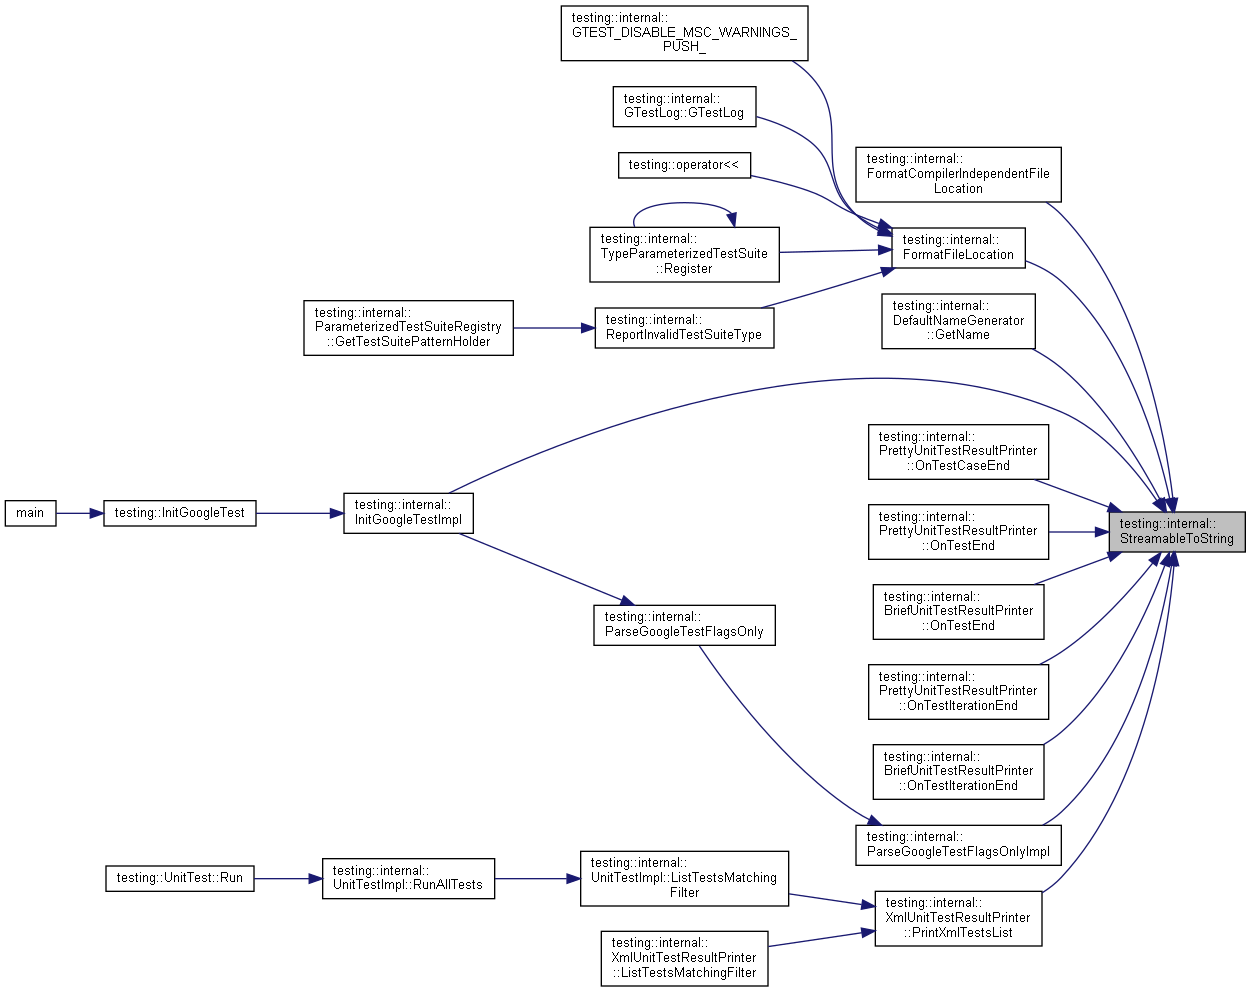 testing::internal::
GTEST_DISABLE_MSC_WARNINGS_
PUSH_
testing::internal::
GTestLog::GTestLog
testing::operator<<
testing::internal::
FormatCompilerIndependentFile
Location
testing::internal::
TypeParameterizedTestSuite
::Register
testing::internal::
FormatFileLocation
testing::internal::
ParameterizedTestSuiteRegistry
::GetTestSuitePatternHolder
testing::internal::
ReportInvalidTestSuiteType
testing::internal::
DefaultNameGenerator
::GetName
testing::internal::
PrettyUnitTestResultPrinter
::OnTestCaseEnd
main
testing::InitGoogleTest
testing::internal::
InitGoogleTestImpl
testing::internal::
PrettyUnitTestResultPrinter
::OnTestEnd
testing::internal::
StreamableToString
testing::internal::
BriefUnitTestResultPrinter
::OnTestEnd
testing::internal::
ParseGoogleTestFlagsOnly
testing::internal::
PrettyUnitTestResultPrinter
::OnTestIterationEnd
testing::internal::
BriefUnitTestResultPrinter
::OnTestIterationEnd
testing::internal::
ParseGoogleTestFlagsOnlyImpl
testing::UnitTest::Run
testing::internal::
UnitTestImpl::RunAllTests
testing::internal::
UnitTestImpl::ListTestsMatching
Filter
testing::internal::
XmlUnitTestResultPrinter
::PrintXmlTestsList
testing::internal::
XmlUnitTestResultPrinter
::ListTestsMatchingFilter